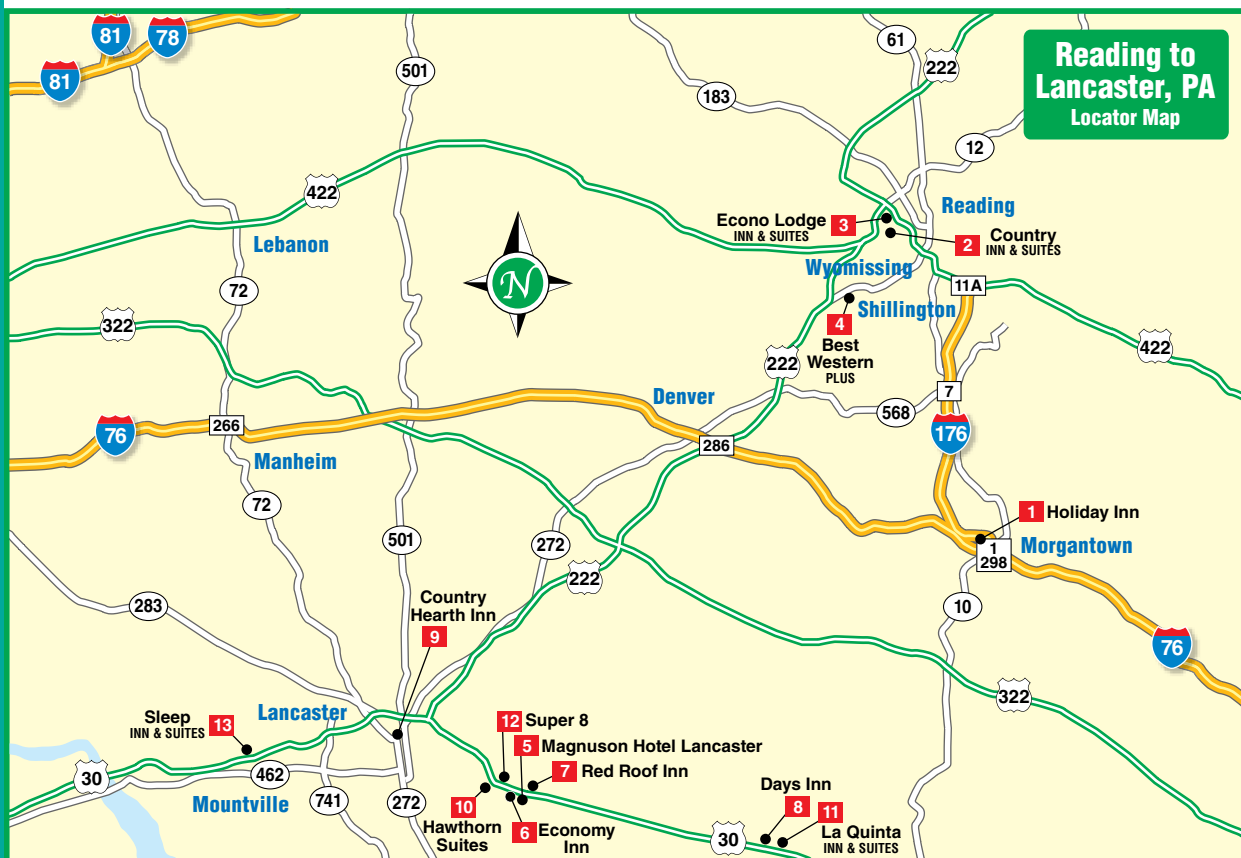 Reading to
Lancaster, PA
Locator Map
81
78
81
61
222
501
183
12
422
Reading
Econo Lodge
INN & SUITES
3
2
Country
INN & SUITES
Lebanon
Wyomissing
72
N
11A
Shillington
322
4
Best
Western
PLUS
222
422
Denver
7
568
76
266
286
176
Manheim
72
1
Holiday Inn
501
272
Morgantown
1
298
222
283
Country
Hearth Inn
9
10
76
322
Lancaster
Sleep
INN & SUITES
13
12
Super 8
5
Magnuson Hotel Lancaster
7
Red Roof Inn
30
462
Days Inn
8
11
Mountville
741
272
10
Hawthorn
Suites
6
Economy
Inn
30
La Quinta
INN & SUITES